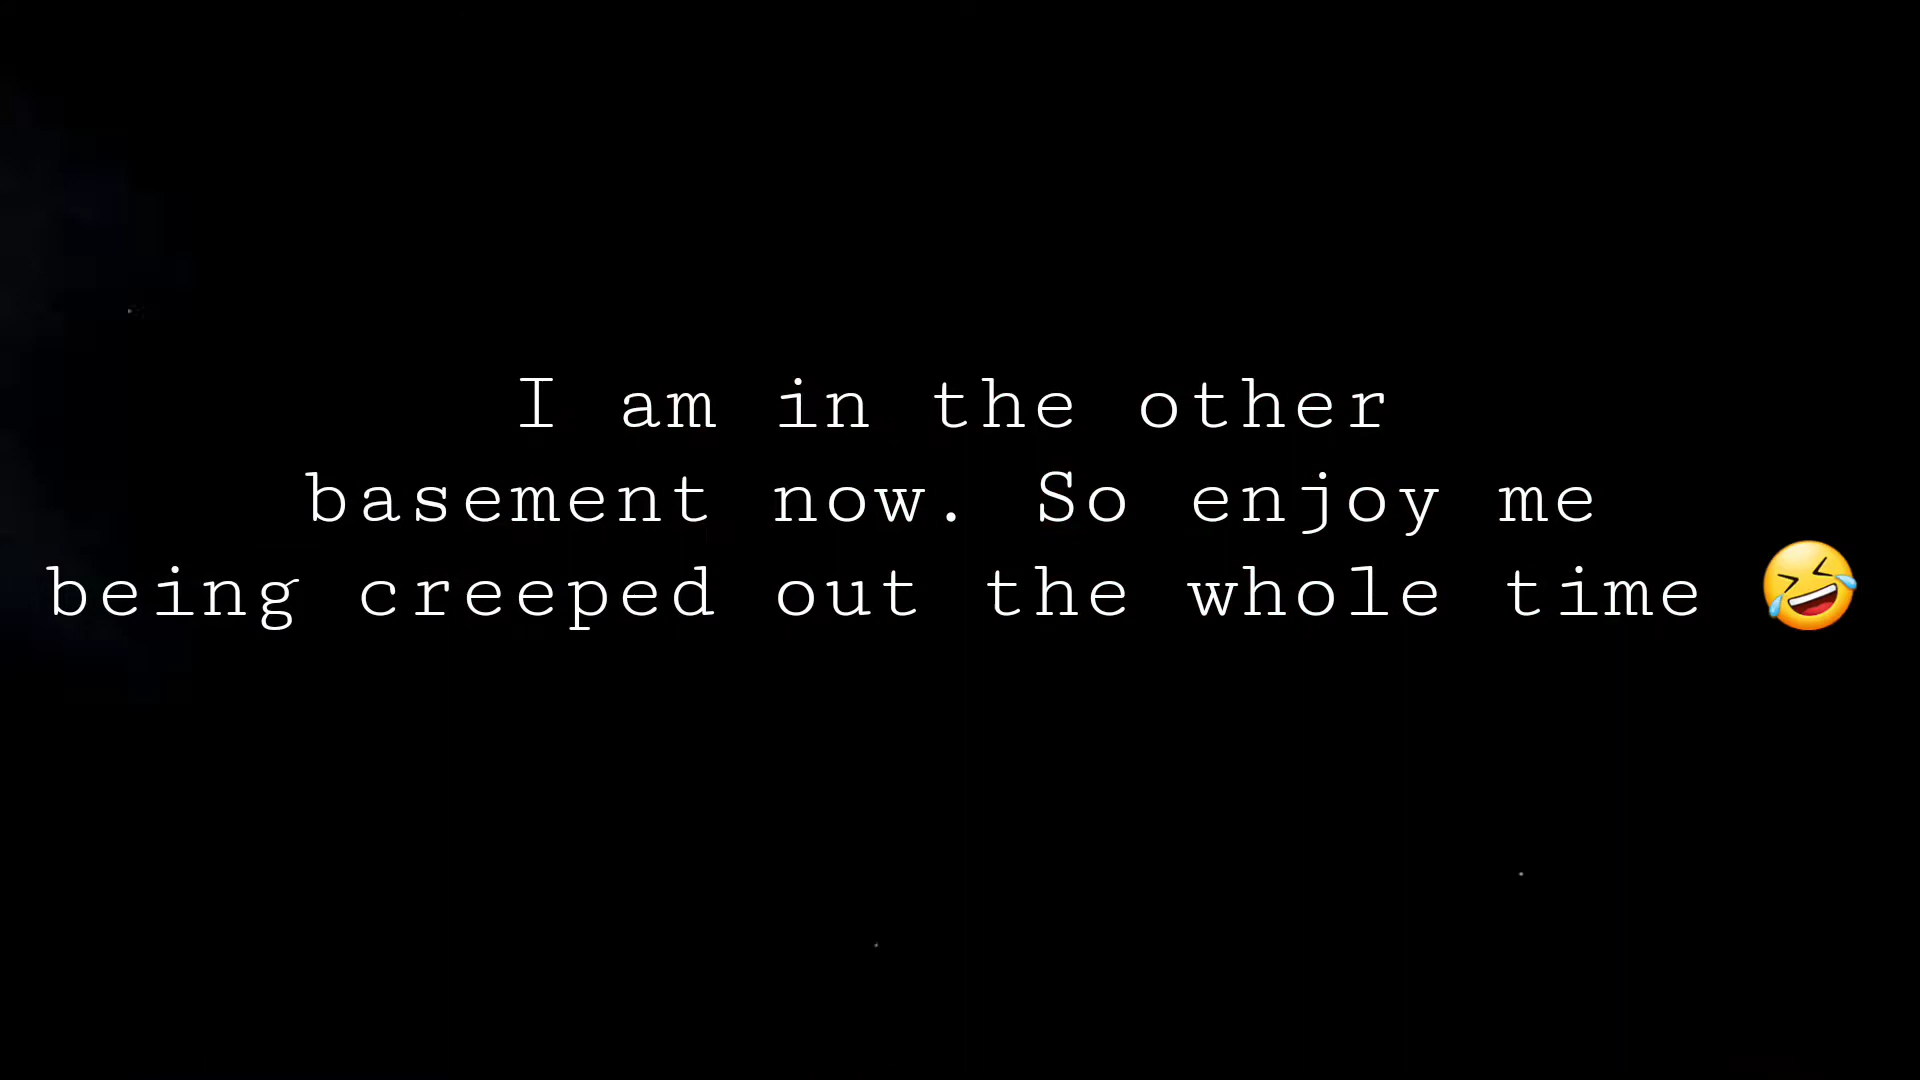 I am in the other
basement now. So enjoy me
being creeped out the whole time 🤣